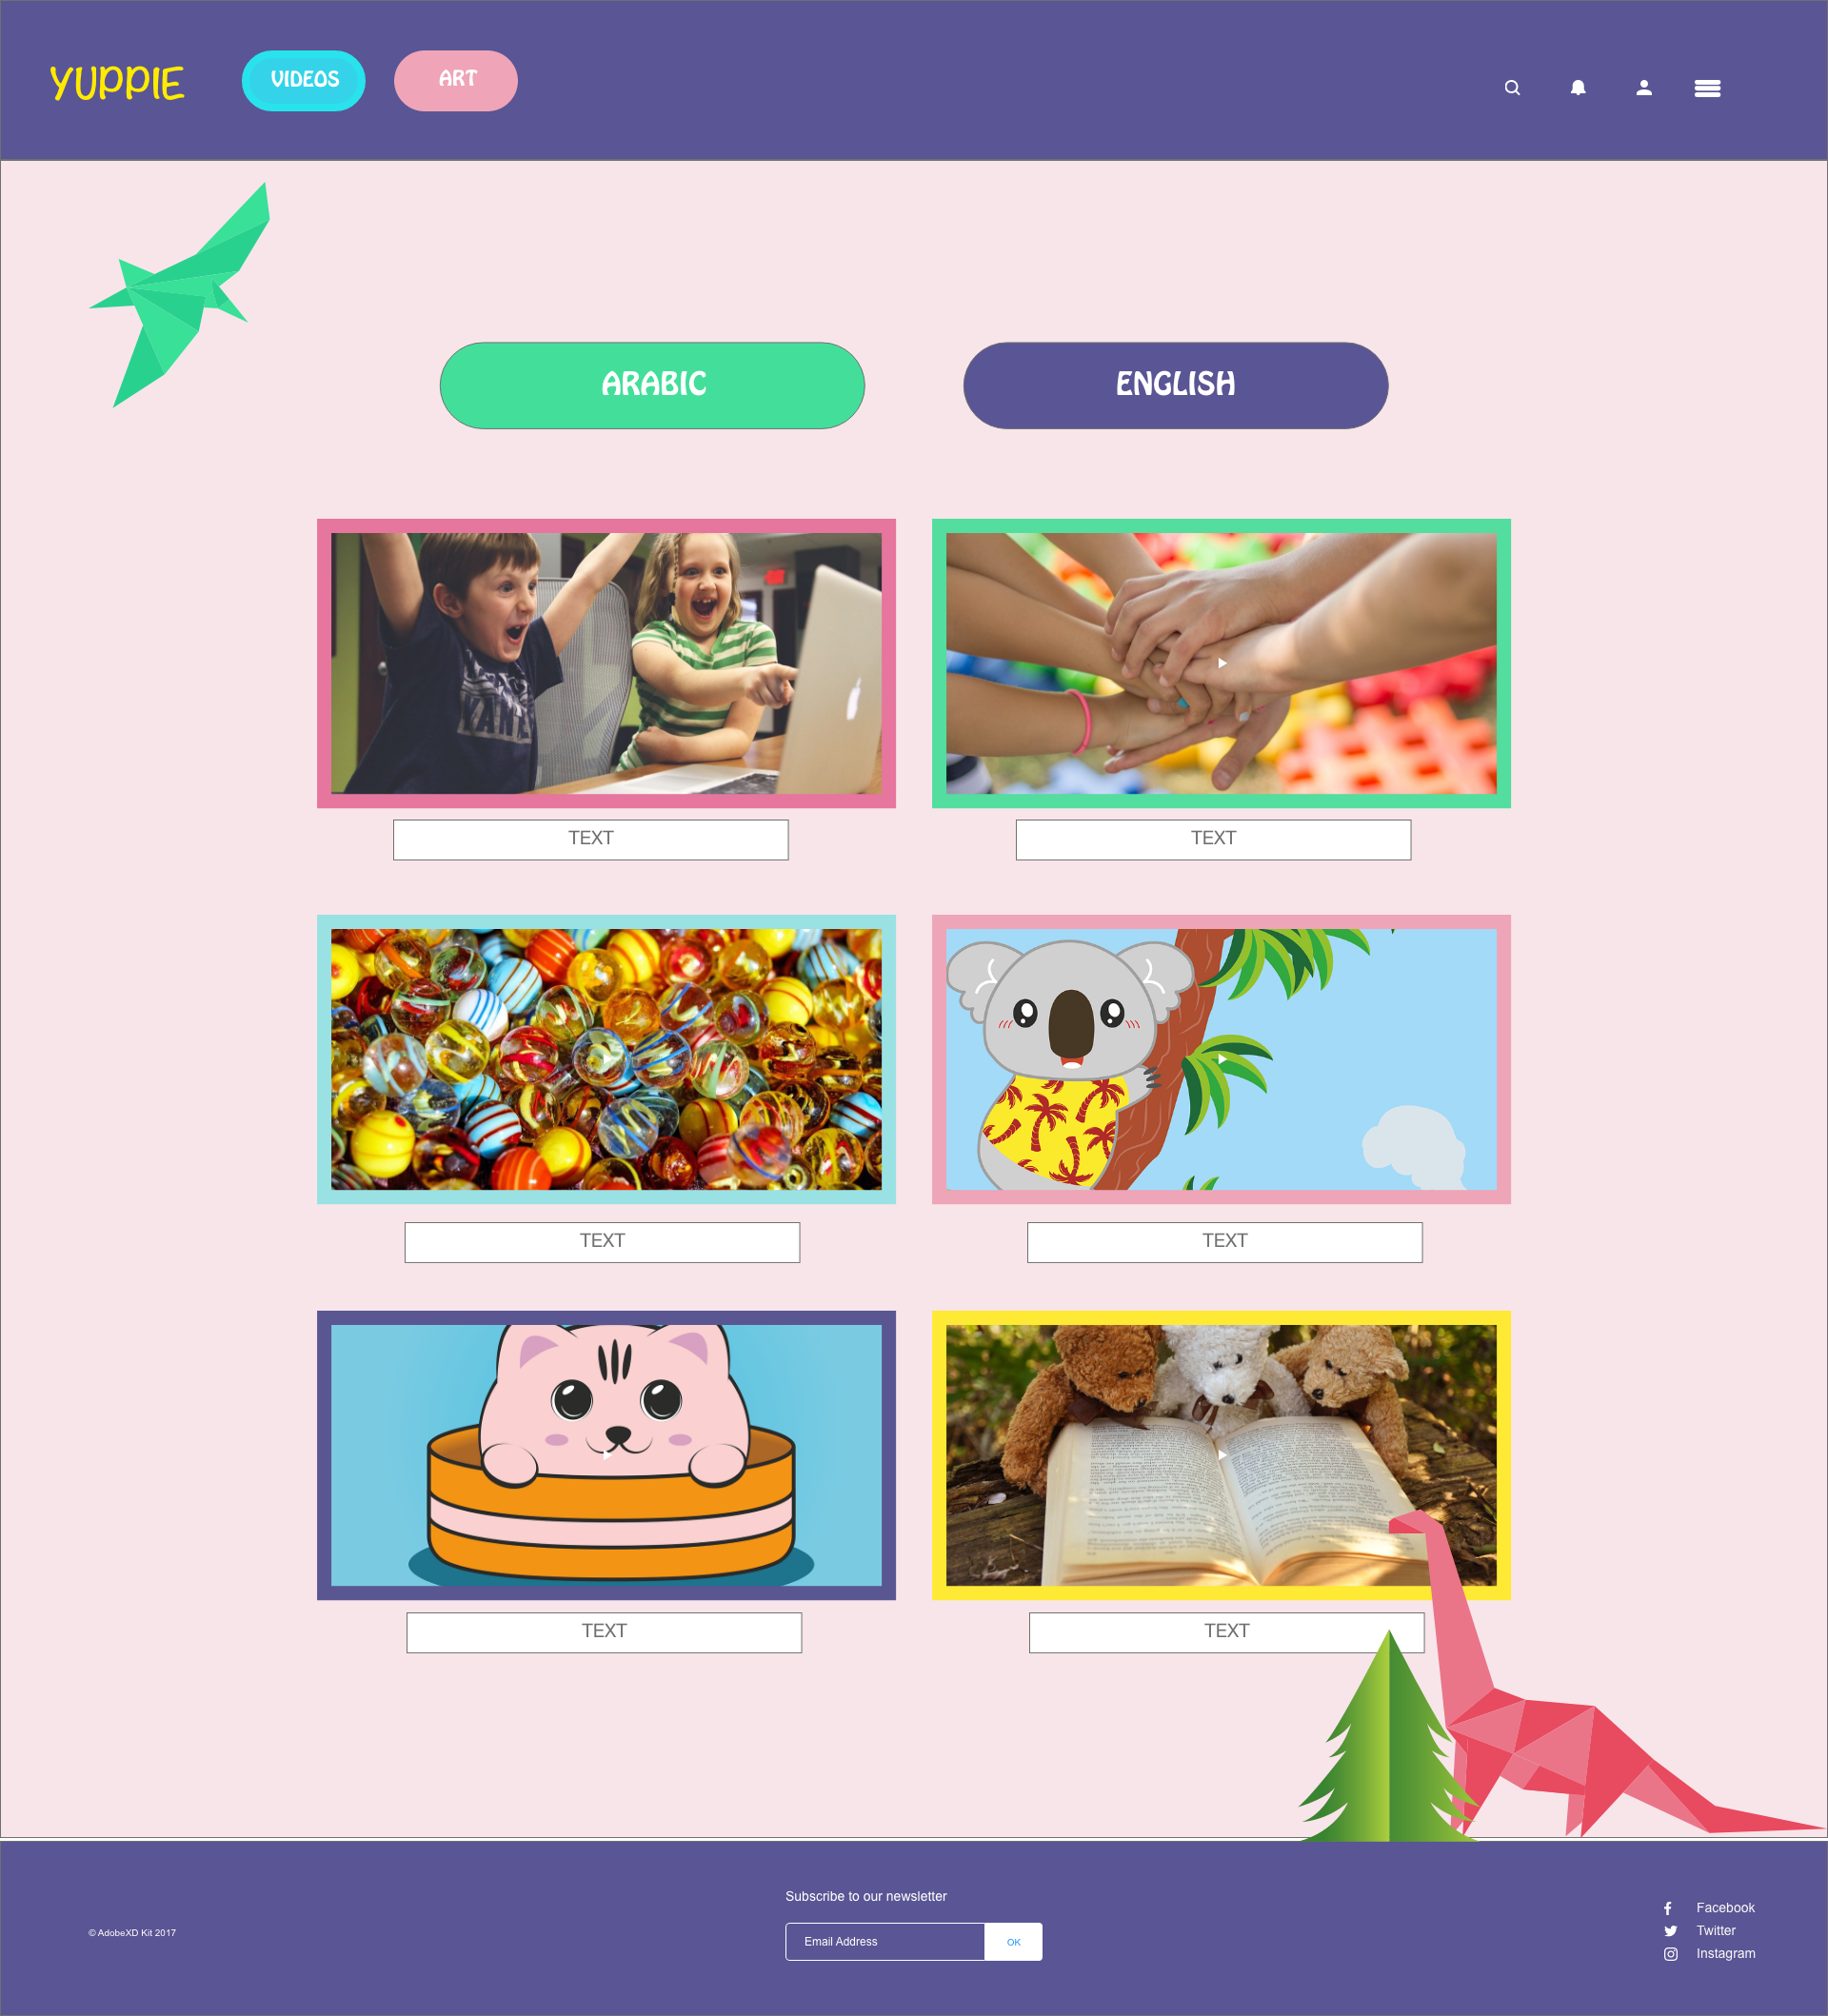 YUPPIE
VIDEOS
ART
ARABIC
ENGLISH
TEXT
TEXT
TEXT
TEXT
TEXT
TEXT
© AdobeXD Kit 2017
Subscribe to our newsletter
Email Address
OK
Facebook
Twitter
Instagram